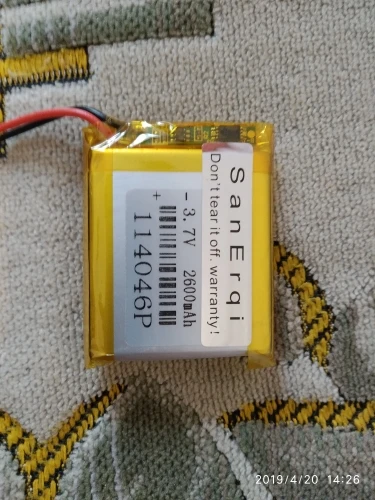 SanErqi
Don't tear it off. warranty!
- 3.7V 2600mAh
+
114046P
2019/4/20 14:26